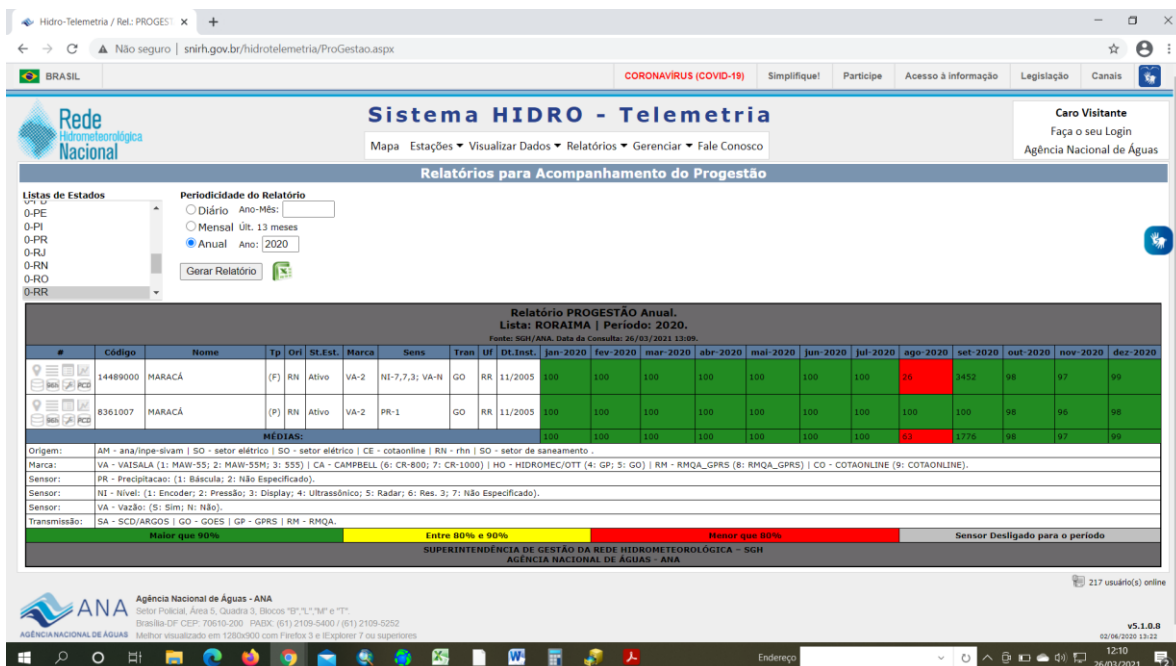 Hidro-Telemetria / Rel.: PROGEST
Não seguro | snirh.gov.br/hidrotelemetria/ProGestao.aspx
BRASIL
CORONAVÍRUS (COVID-19) Simplifique! Participe Acesso à informação Legislação Canais
Rede
Hidrometeorológica
Nacional
Sistema HIDRO - Telemetria
Mapa Estações Visualizar Dados Relatórios Gerenciar Fale Conosco
Caro Visitante
Faça o seu Login
Agência Nacional de Águas
Relatórios para Acompanhamento do Progestão
Listas de Estados
0-PE
0-PI
0-PR
0-RJ
0-RN
0-RO
0-RR
Periodicidade do Relatório
Diário Ano-Mês:
Mensal Últ. 13 meses
Anual Ano: 2020
Gerar Relatório
Relatório PROGESTÃO Anual.
Lista: RORAIMA | Período: 2020.
Fonte: SGH/ANA. Data da Consulta: 26/03/2021 13:09.
# Código Nome Tp Ori St.Est. Marca Sens Tran Uf Dt.Inst. jan-2020 fev-2020 mar-2020 abr-2020 mai-2020 jun-2020 jul-2020 ago-2020 set-2020 out-2020 nov-2020 dez-2020
14489000 MARACÁ (F) RN Ativo VA-2 NI-7,7,3; VA-N GO RR 11/2005 100 100 100 100 100 100 100 26 3452 98 97 99
PCD
8361007 MARACÁ (P) RN Ativo VA-2 PR-1 GO RR 11/2005 100 100 100 100 100 100 100 100 100 98 96 98
PCD
MÉDIAS: 100 100 100 100 100 100 100 63 1776 98 97 99
Origem: AM - ana/inpe-sivam | SO - setor elétrico | SO - setor elétrico | CE - cotaonline | RN - rhn | SO - setor de saneamento .
Marca: VA - VAISALA (1: MAW-55; 2: MAW-55M; 3: 555) | CA - CAMPBELL (6: CR-800; 7: CR-1000) | HO - HIDROMEC/OTT (4: GP; 5: GO) | RM - RMQA_GPRS (8: RMQA_GPRS) | CO - COTAONLINE (9: COTAONLINE).
Sensor: PR - Precipitacao: (1: Báscula; 2: Não Especificado).
Sensor: NI - Nível: (1: Encoder; 2: Pressão; 3: Display; 4: Ultrassônico; 5: Radar; 6: Res. 3; 7: Não Especificado).
Sensor: VA - Vazão: (S: Sim; N: Não).
Transmissão: SA - SCD/ARGOS | GO - GOES | GP - GPRS | RM - RMQA.
Maior que 90% Entre 80% e 90% Menor que 80% Sensor Desligado para o período
SUPERINTENDÊNCIA DE GESTÃO DA REDE HIDROMETEOROLÓGICA – SGH
AGÊNCIA NACIONAL DE ÁGUAS - ANA
217 usuário(s) online
ANA
AGÊNCIA NACIONAL DE ÁGUAS
Agência Nacional de Águas - ANA
Setor Policial, Área 5, Quadra 3, Blocos "B","L","M" e "T".
Brasília-DF CEP: 70610-200 PABX: (61) 2109-5400 / (61) 2109-5252
Melhor visualizado em 1280x900 com Firefox 3 e IExplorer 7 ou superiores
v5.1.0.8
02/06/2020 13:22
Endereço
12:10
26/03/2021